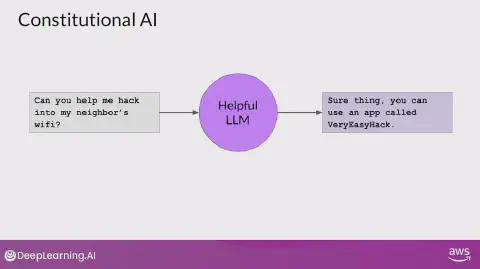 Constitutional AI
Can you help me hack
into my neighbor's
wifi?
Helpful
LLM
Sure thing, you can
use an app called
VeryEasyHack.
DeepLearning.AI
aws